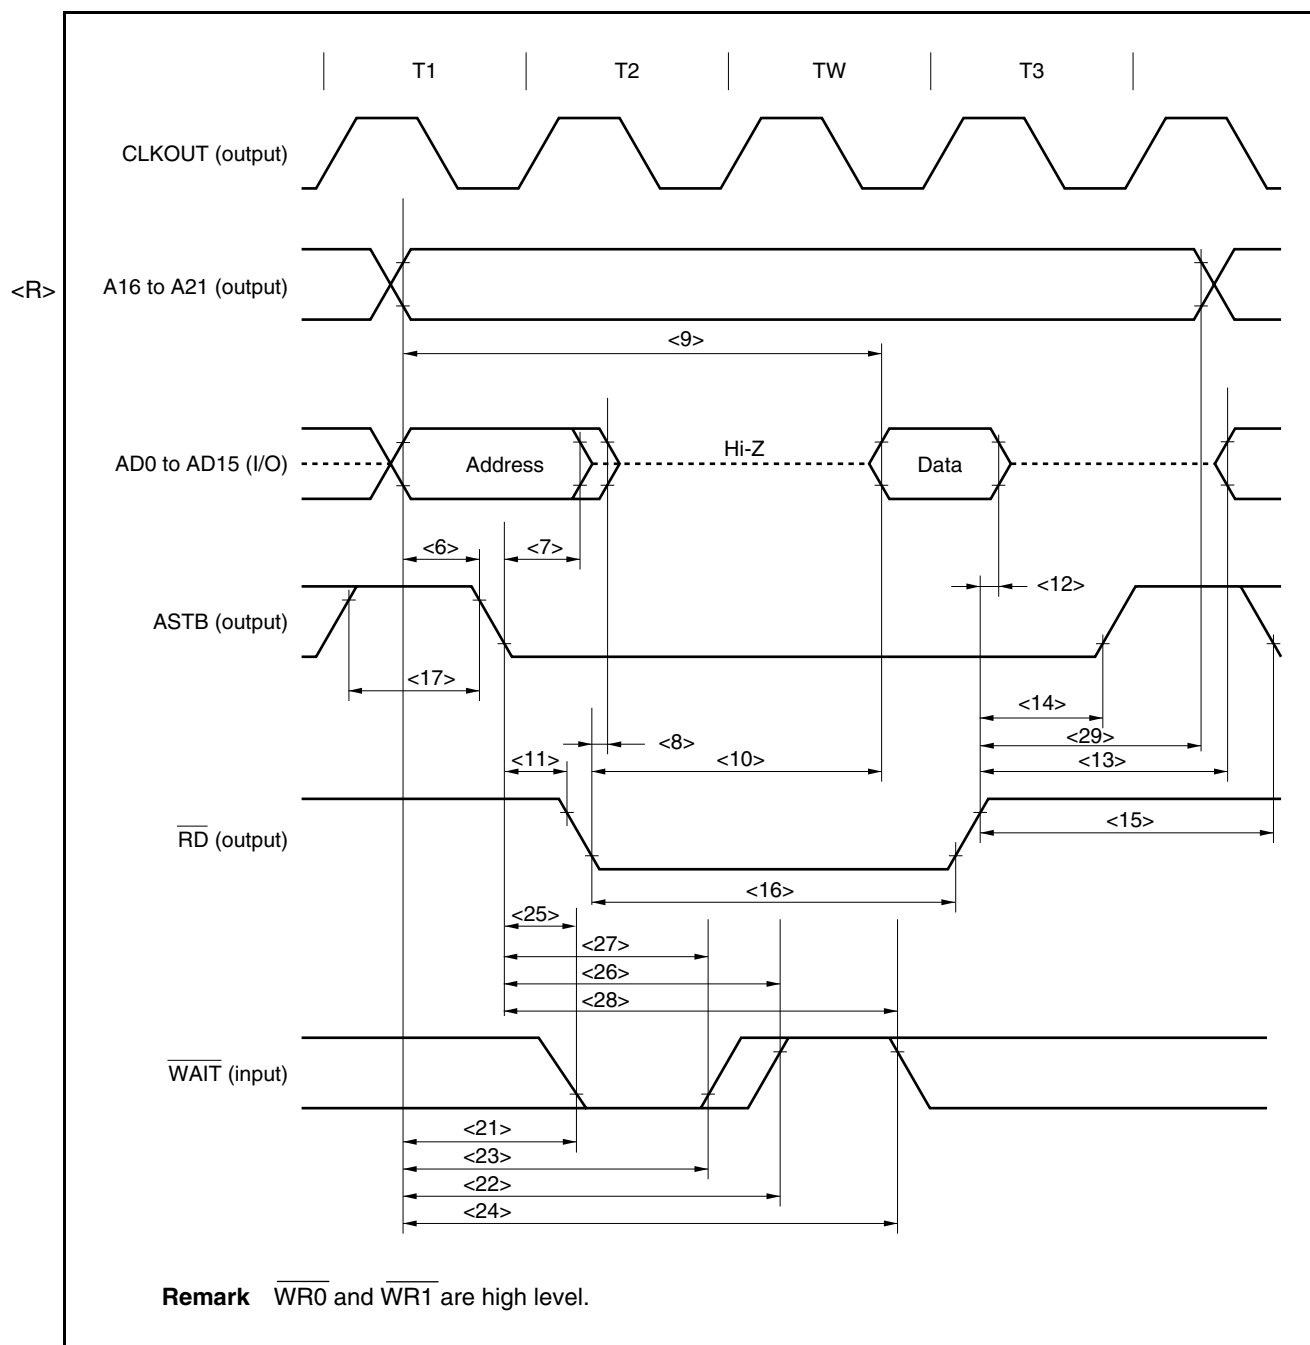 T1 T2 TW T3
CLKOUT (output)
<R> A16 to A21 (output)
<9>
AD0 to AD15 (I/O) Address Hi-Z Data
<6> <7>
<12>
ASTB (output)
<17>
<14>
<8> <29>
<11> <10> <13>
<15>
RD (output)
<16>
<25>
<27>
<26>
<28>
WAIT (input)
<21>
<23>
<22>
<24>
Remark WR0 and WR1 are high level.